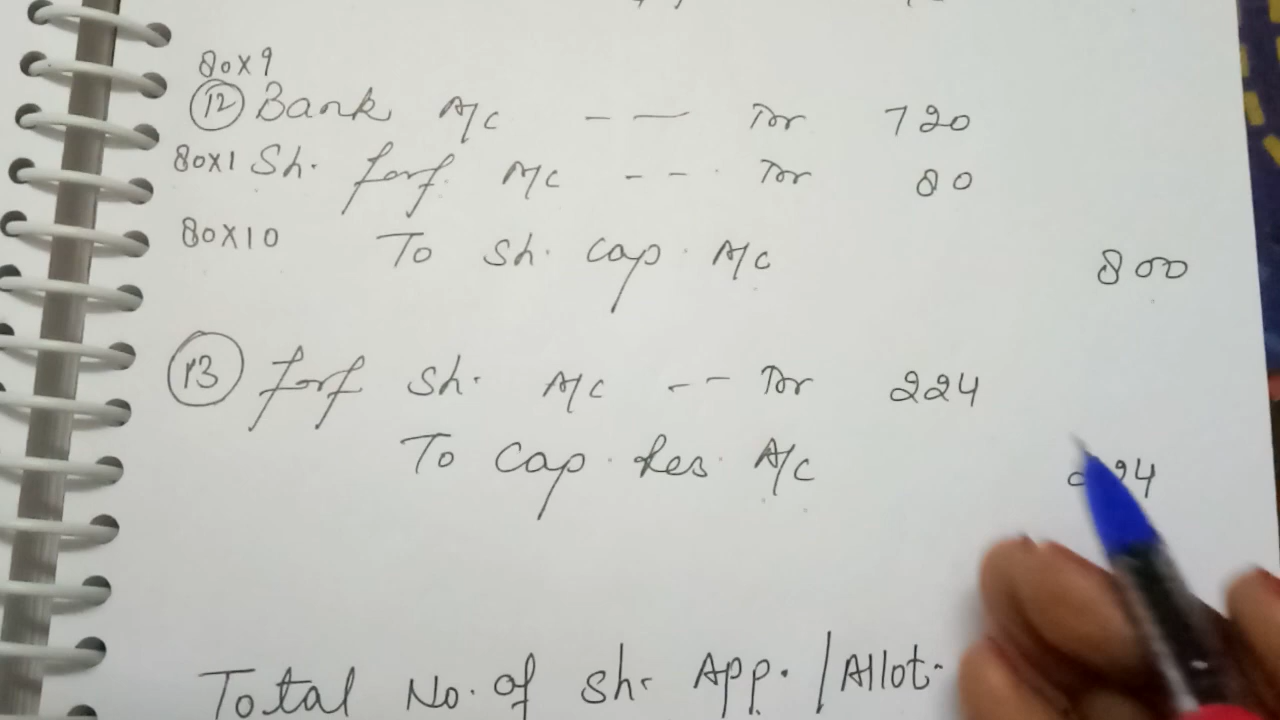 80x9
(12) Bank A/c -- — Dr 720
80x1 Sh. forf. A/c --- Dr 80
80x10 To Sh. cap. A/c 800
(13) forf Sh. A/c -- Dr 224
To Cap. Res. A/c
Total No. of Sh. App. / Allot.